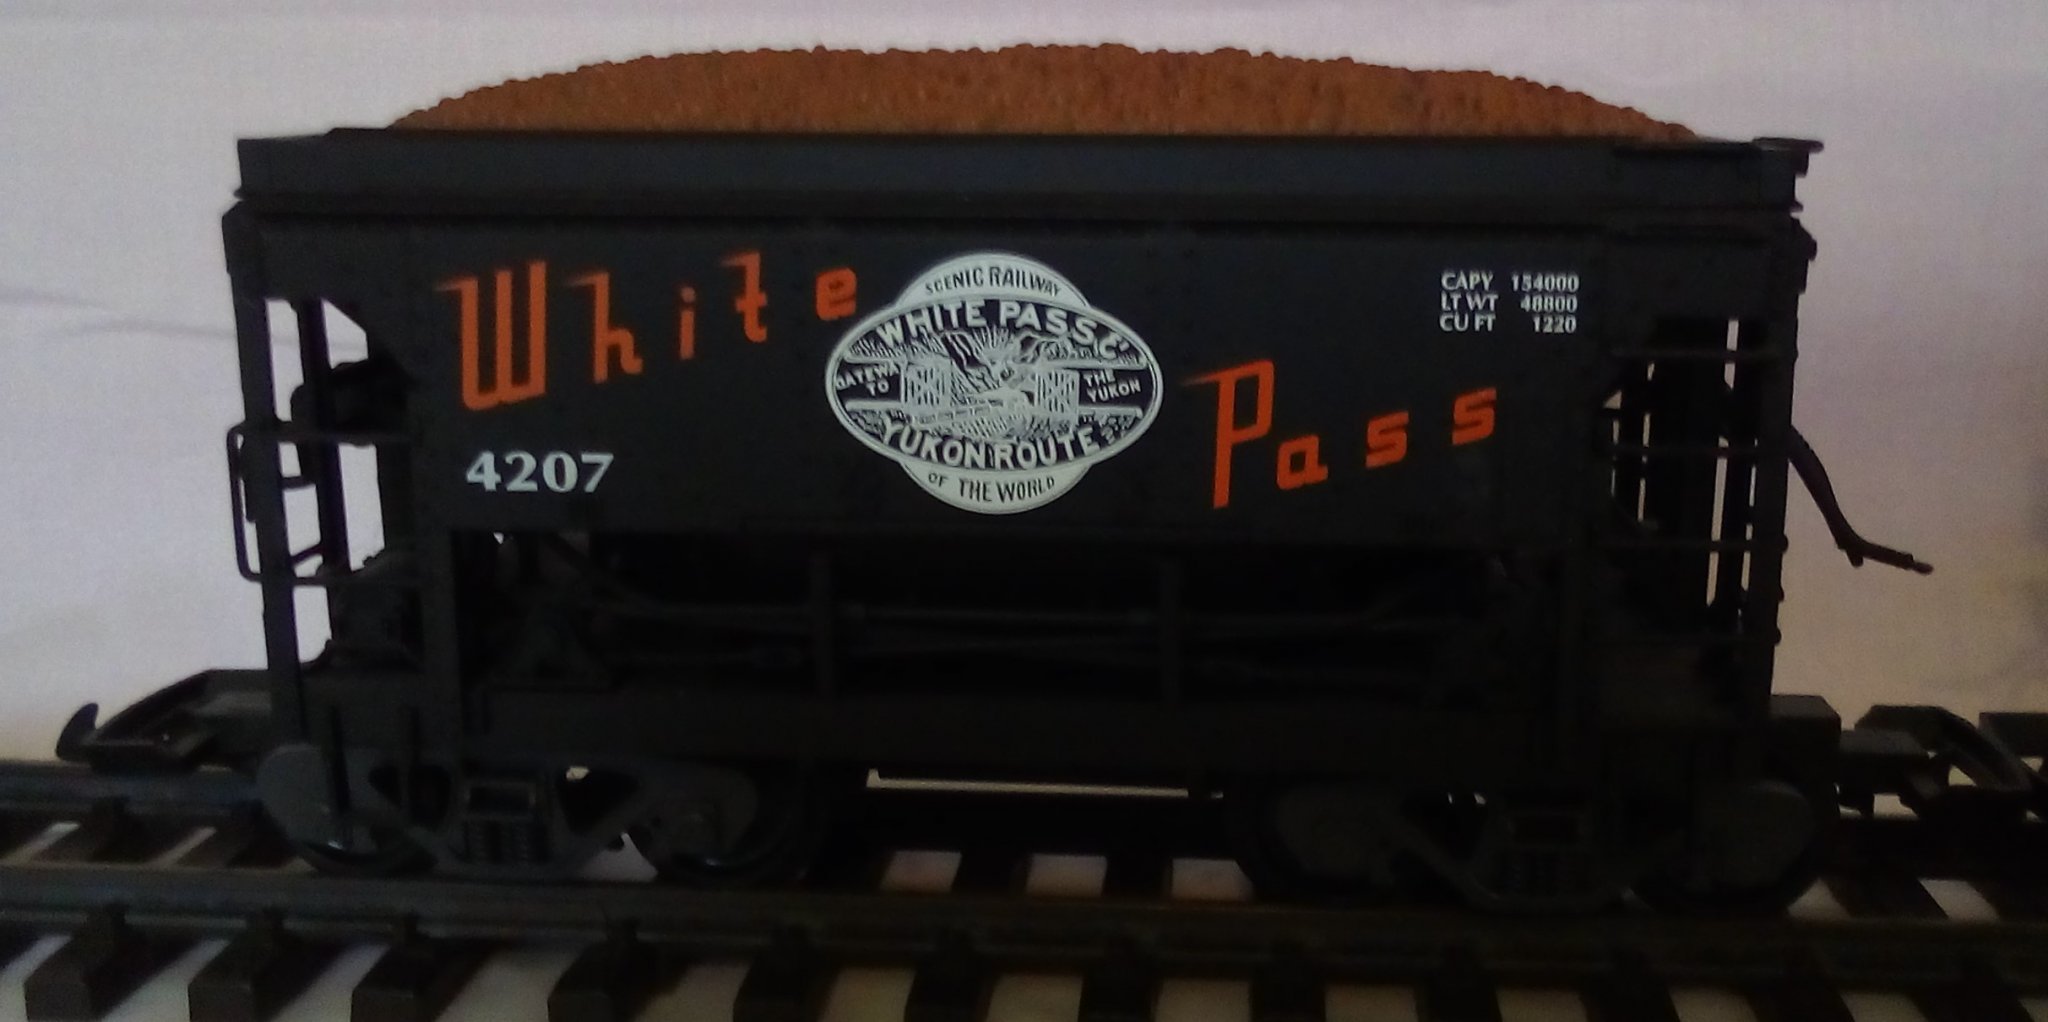 White
Pass
SCENIC RAILWAY
WHITE PASS &
GATEWAY
TO
THE
YUKON
YUKON ROUTE
OF THE WORLD
CAPY 154000
LT WT 48800
CU FT 1220
4207